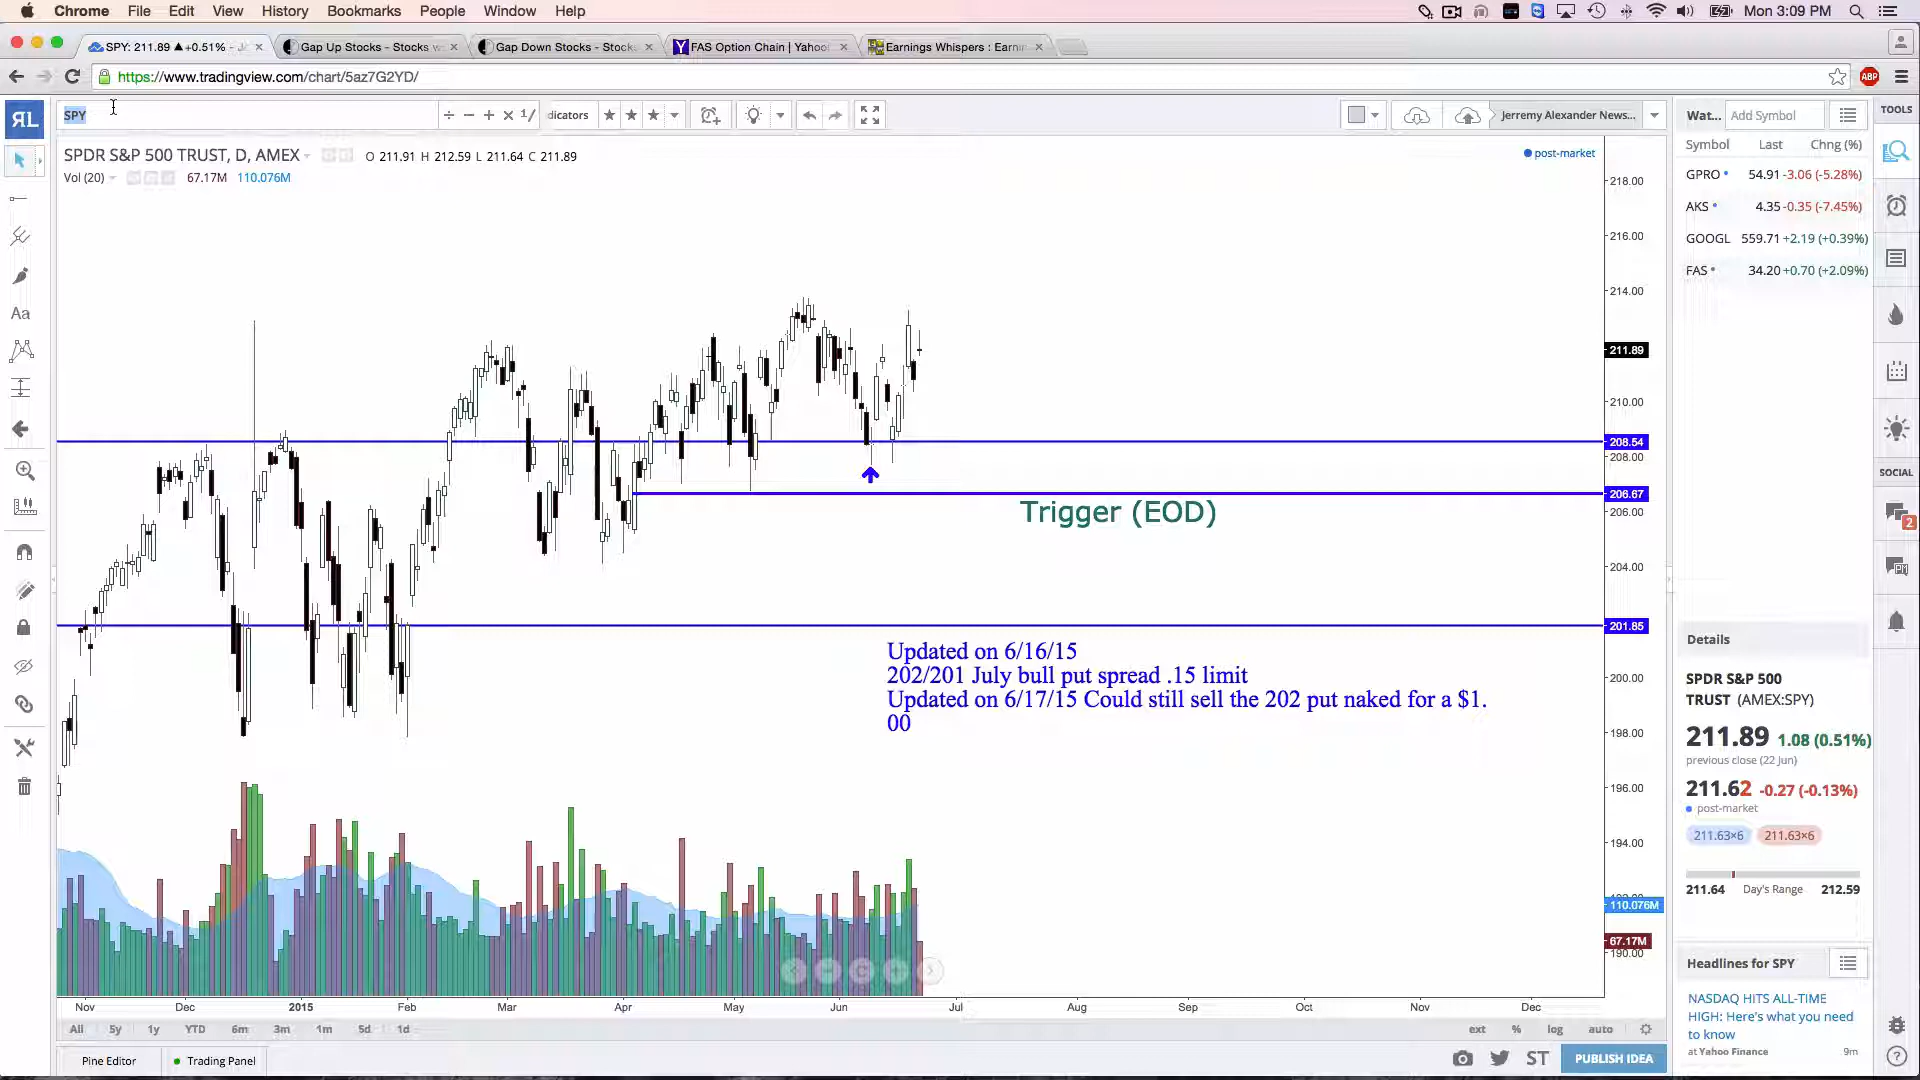 Chrome File Edit View History Bookmarks People Window Help Mon 3:09 PM
SPY: 211.89 ▲+0.51% - Gap Up Stocks - Stocks w Gap Down Stocks - Stocks FAS Option Chain | Yahoo! Earnings Whispers : Earni
https://www.tradingview.com/chart/5az7G2YD/ ABP
SPY ÷ − + × 1/ dicators Jerremy Alexander News... Wat... Add Symbol TOOLS
SPDR S&P 500 TRUST, D, AMEX O 211.91 H 212.59 L 211.64 C 211.89
Vol (20) 67.17M 110.076M
post-market
Symbol Last Chng (%)
GPRO 54.91 -3.06 (-5.28%)
AKS 4.35 -0.35 (-7.45%)
GOOGL 559.71 +2.19 (+0.39%)
FAS 34.20 +0.70 (+2.09%)
218.00
216.00
214.00
211.89
210.00
208.54
208.00
206.67
206.00
204.00
201.85
200.00
198.00
196.00
194.00
110.076M
67.17M
190.00
Aa
Trigger (EOD)
Updated on 6/16/15
202/201 July bull put spread .15 limit
Updated on 6/17/15 Could still sell the 202 put naked for a $1.
00
SOCIAL
2
Details
SPDR S&P 500
TRUST (AMEX:SPY)
211.89 1.08 (0.51%)
previous close (22 Jun)
211.62 -0.27 (-0.13%)
post-market
211.63×6 211.63×6
211.64 Day's Range 212.59
Headlines for SPY
NASDAQ HITS ALL-TIME
HIGH: Here's what you need
to know
at Yahoo Finance 9m
Nov Dec 2015 Feb Mar Apr May Jun Jul Aug Sep Oct Nov Dec
All 5y 1y YTD 6m 3m 1m 5d 1d ext % log auto
Pine Editor Trading Panel ST PUBLISH IDEA